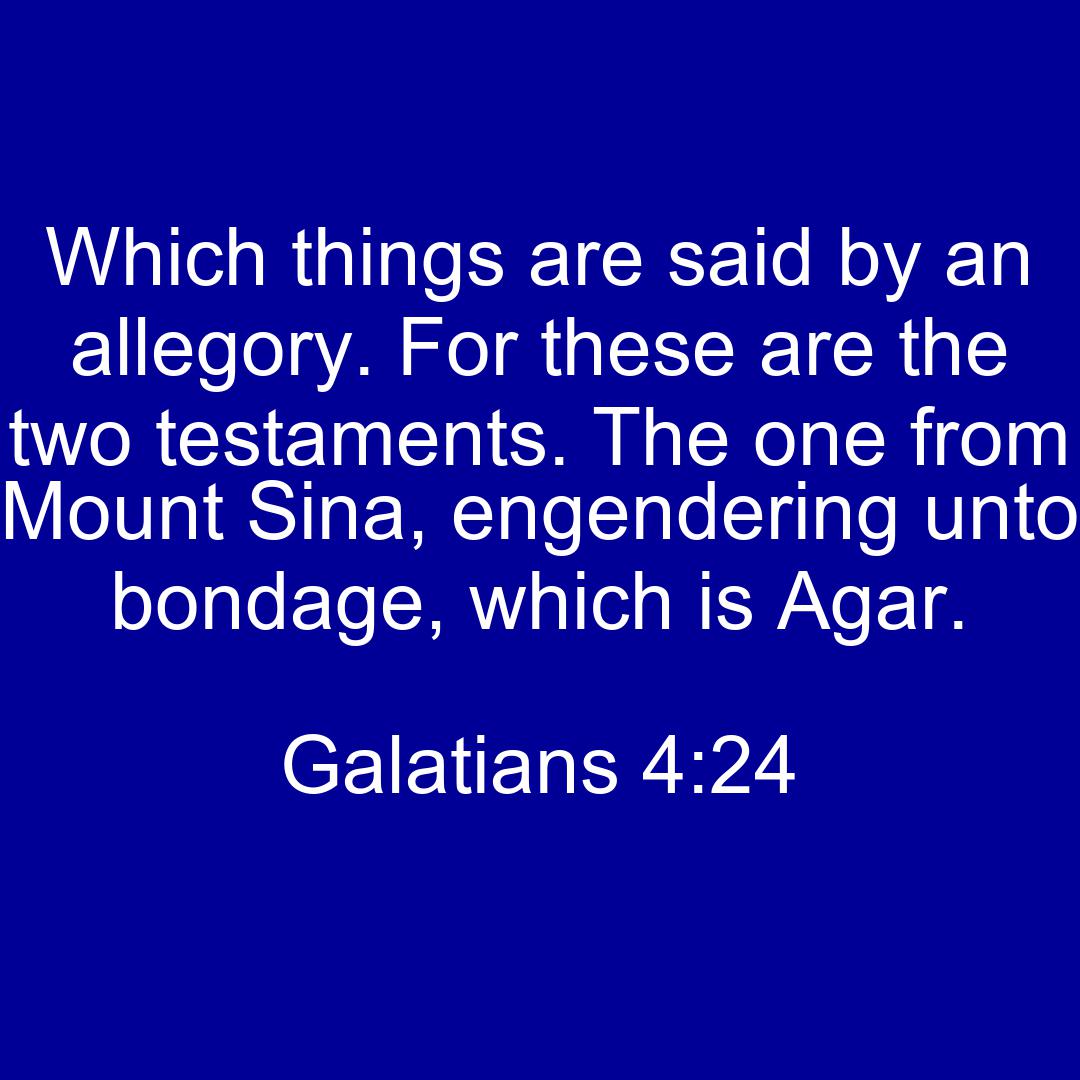 Which things are said by an
allegory. For these are the
two testaments. The one from
Mount Sina, engendering unto
bondage, which is Agar.
Galatians 4:24